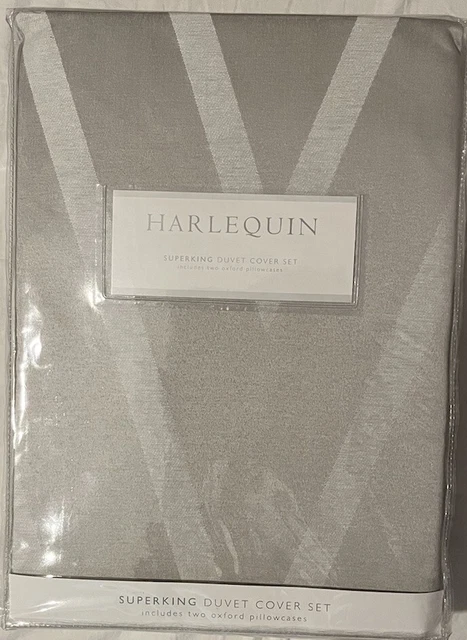 HARLEQUIN
SUPERKING DUVET COVER SET
includes two oxford pillowcases
SUPERKING DUVET COVER SET
includes two oxford pillowcases